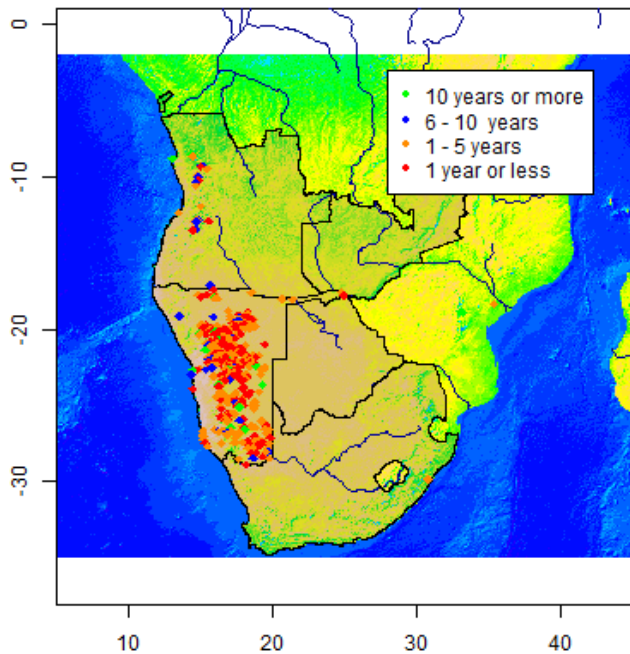 0
-10
-20
-30
10 years or more
6 - 10 years
1 - 5 years
1 year or less
10 20 30 40